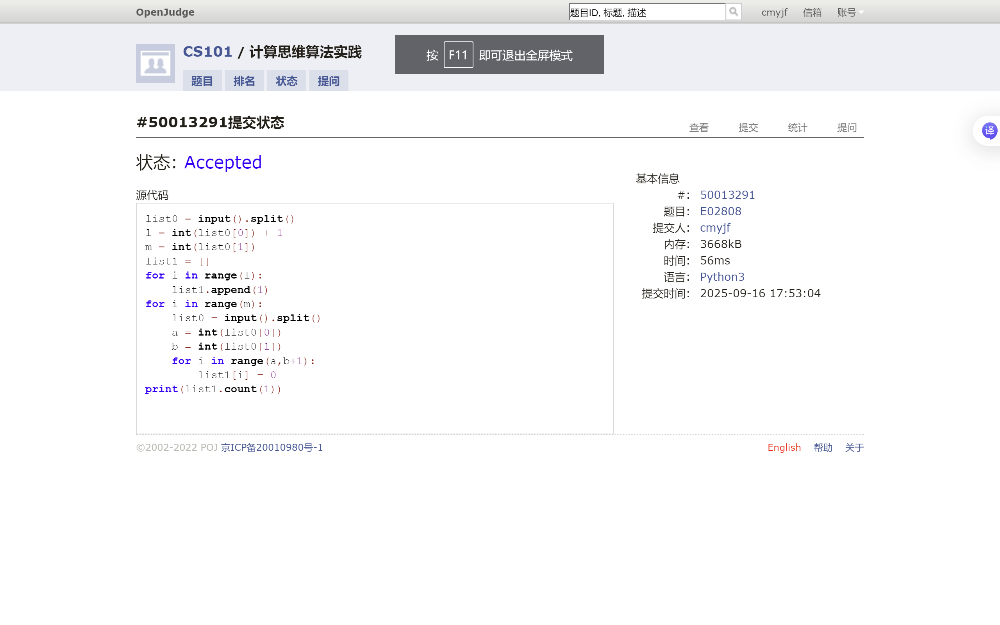 OpenJudge
题目ID, 标题, 描述
cmyjf 信箱 账号
CS101 / 计算思维算法实践
按 F11 即可退出全屏模式
题目 排名 状态 提问
#50013291提交状态
查看 提交 统计 提问
译
状态: Accepted
源代码
list0 = input().split()
l = int(list0[0]) + 1
m = int(list0[1])
list1 = []
for i in range(l):
    list1.append(1)
for i in range(m):
    list0 = input().split()
    a = int(list0[0])
    b = int(list0[1])
    for i in range(a,b+1):
        list1[i] = 0
print(list1.count(1))
基本信息
#: 50013291
题目: E02808
提交人: cmyjf
内存: 3668kB
时间: 56ms
语言: Python3
提交时间: 2025-09-16 17:53:04
©2002-2022 POJ 京ICP备20010980号-1
English 帮助 关于